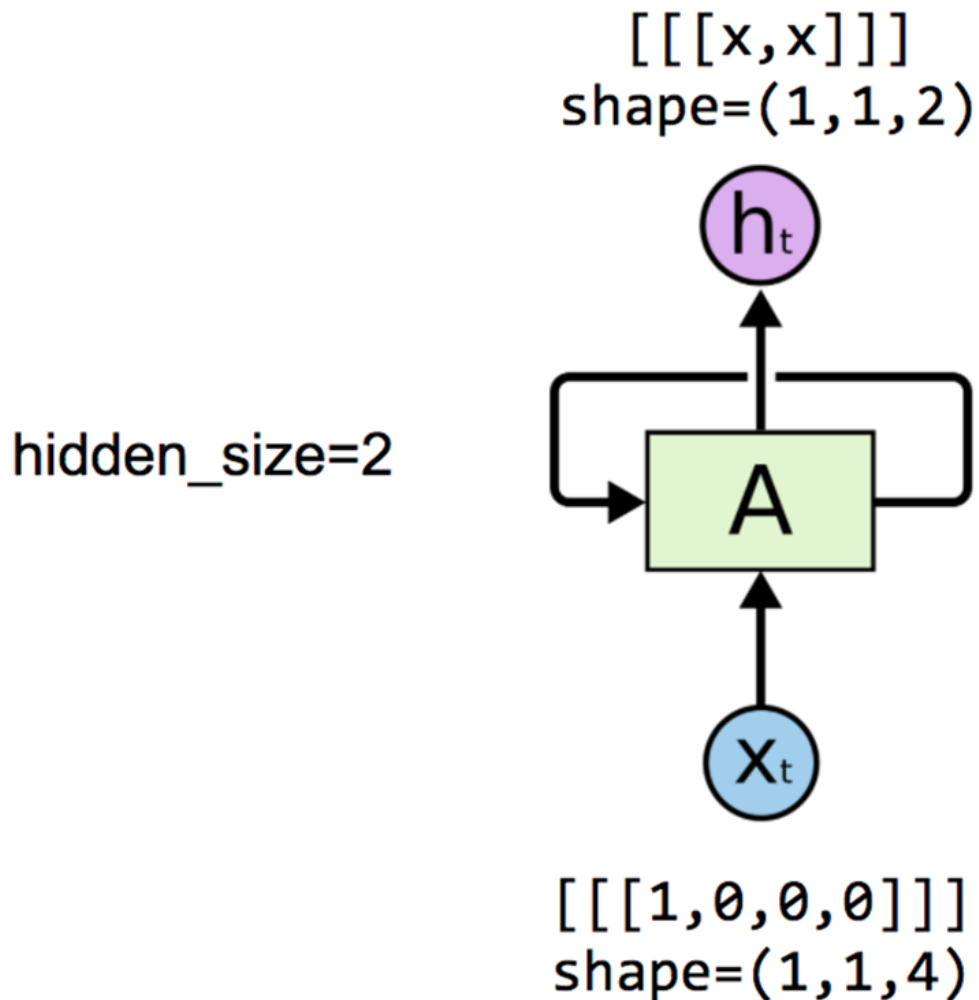 [[[x,x]]]
shape=(1,1,2)
ht
hidden_size=2
A
xt
[[[1,0,0,0]]]
shape=(1,1,4)